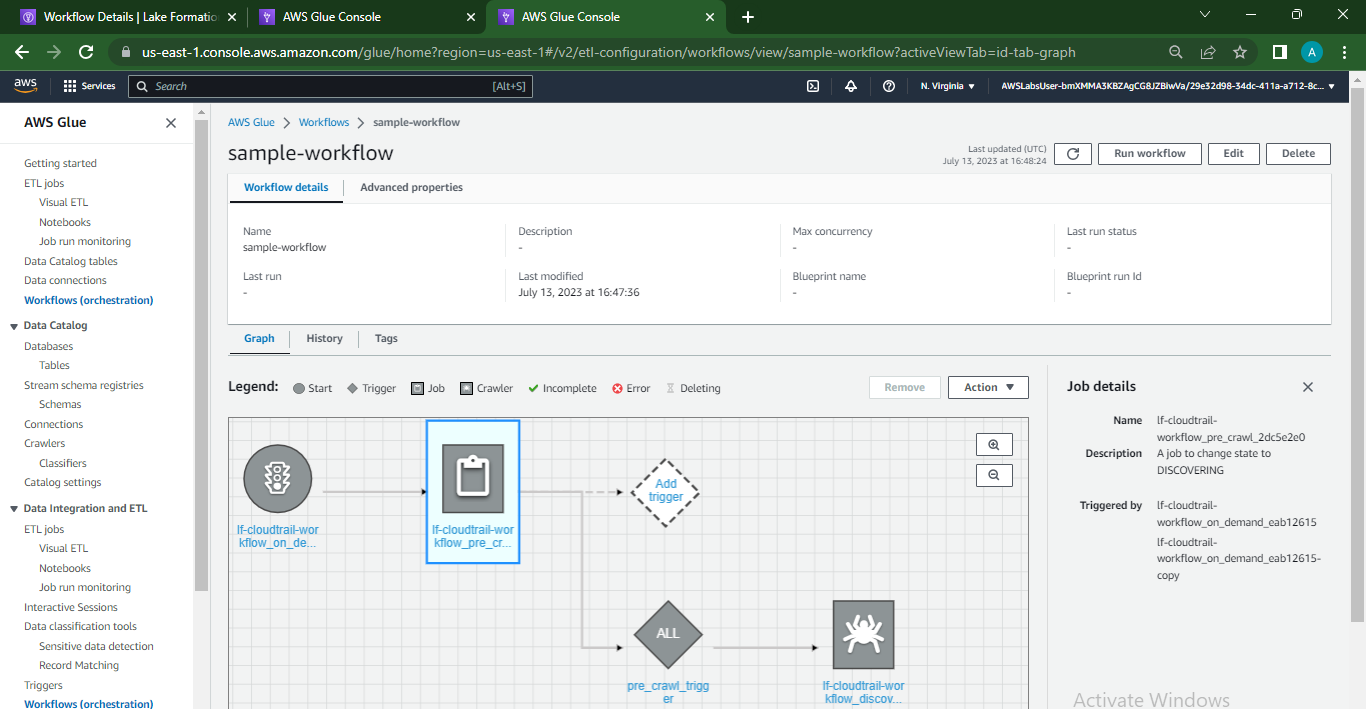 Workflow Details | Lake Formatio
AWS Glue Console
AWS Glue Console
us-east-1.console.aws.amazon.com/glue/home?region=us-east-1#/v2/etl-configuration/workflows/view/sample-workflow?activeViewTab=id-tab-graph
A
aws
Services
Search
[Alt+S]
N. Virginia
AWSLabsUser-bmXMMA3KBZAgCG8JZBiwVa/29e32d98-34dc-411a-a712-8c...
AWS Glue
Getting started
ETL jobs
Visual ETL
Notebooks
Job run monitoring
Data Catalog tables
Data connections
Workflows (orchestration)
Data Catalog
Databases
Tables
Stream schema registries
Schemas
Connections
Crawlers
Classifiers
Catalog settings
Data Integration and ETL
ETL jobs
Visual ETL
Notebooks
Job run monitoring
Interactive Sessions
Data classification tools
Sensitive data detection
Record Matching
Triggers
Workflows (orchestration)
AWS Glue
Workflows
sample-workflow
sample-workflow
Last updated (UTC)
July 13, 2023 at 16:48:24
Run workflow
Edit
Delete
Workflow details
Advanced properties
Name
sample-workflow
Description
-
Max concurrency
-
Last run status
-
Last run
-
Last modified
July 13, 2023 at 16:47:36
Blueprint name
-
Blueprint run Id
-
Graph
History
Tags
Legend:
Start
Trigger
Job
Crawler
Incomplete
Error
Deleting
Remove
Action
lf-cloudtrail-wor
kflow_on_de...
lf-cloudtrail-wor
kflow_pre_cr...
Add
trigger
ALL
pre_crawl_trigg
er
lf-cloudtrail-wor
kflow_discov...
Job details
Name
lf-cloudtrail-
workflow_pre_crawl_2dc5e2e0
Description
A job to change state to
DISCOVERING
Triggered by
lf-cloudtrail-
workflow_on_demand_eab12615
lf-cloudtrail-
workflow_on_demand_eab12615-
copy
Activate Windows